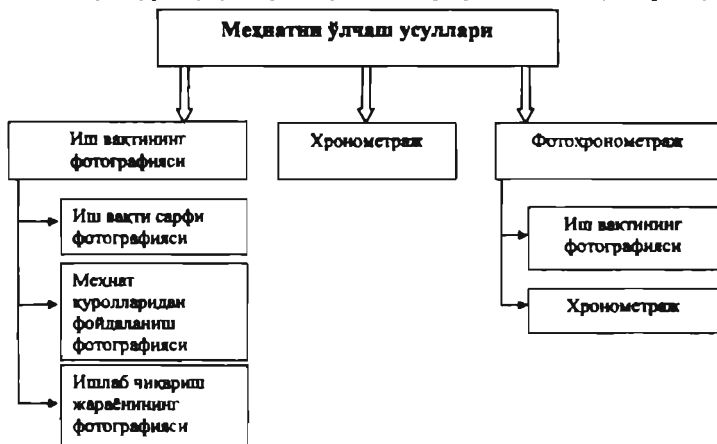 Меҳнатни ўлчаш усуллари
Иш вақтининг
фотографияси
Хронометраж
Фотохронометраж
Иш вақти сарфи
фотографияси
Меҳнат
қуролларидан
фойдаланиш
фотографияси
Ишлаб чиқариш
жараёнининг
фотографияси
Иш вақтининг
фотографияси
Хронометраж